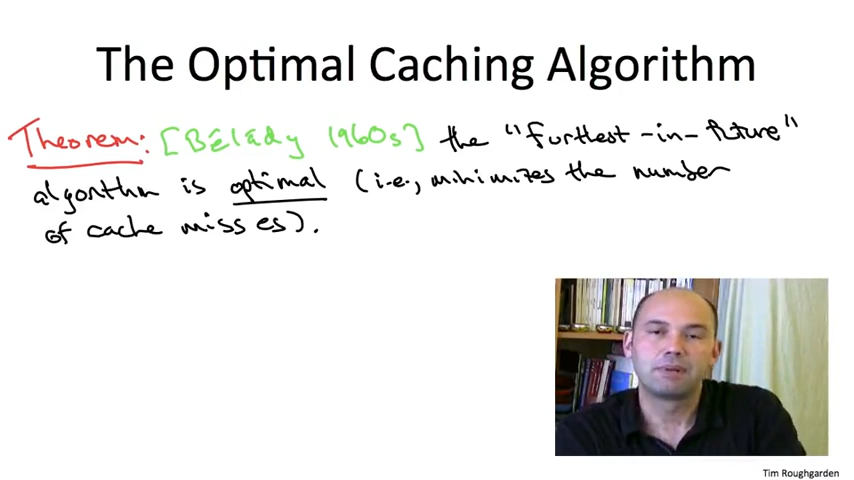 The Optimal Caching Algorithm
Theorem: [Bélády 1960s] the "furthest-in-future"
algorithm is optimal (i.e., minimizes the number
of cache misses).
Tim Roughgarden